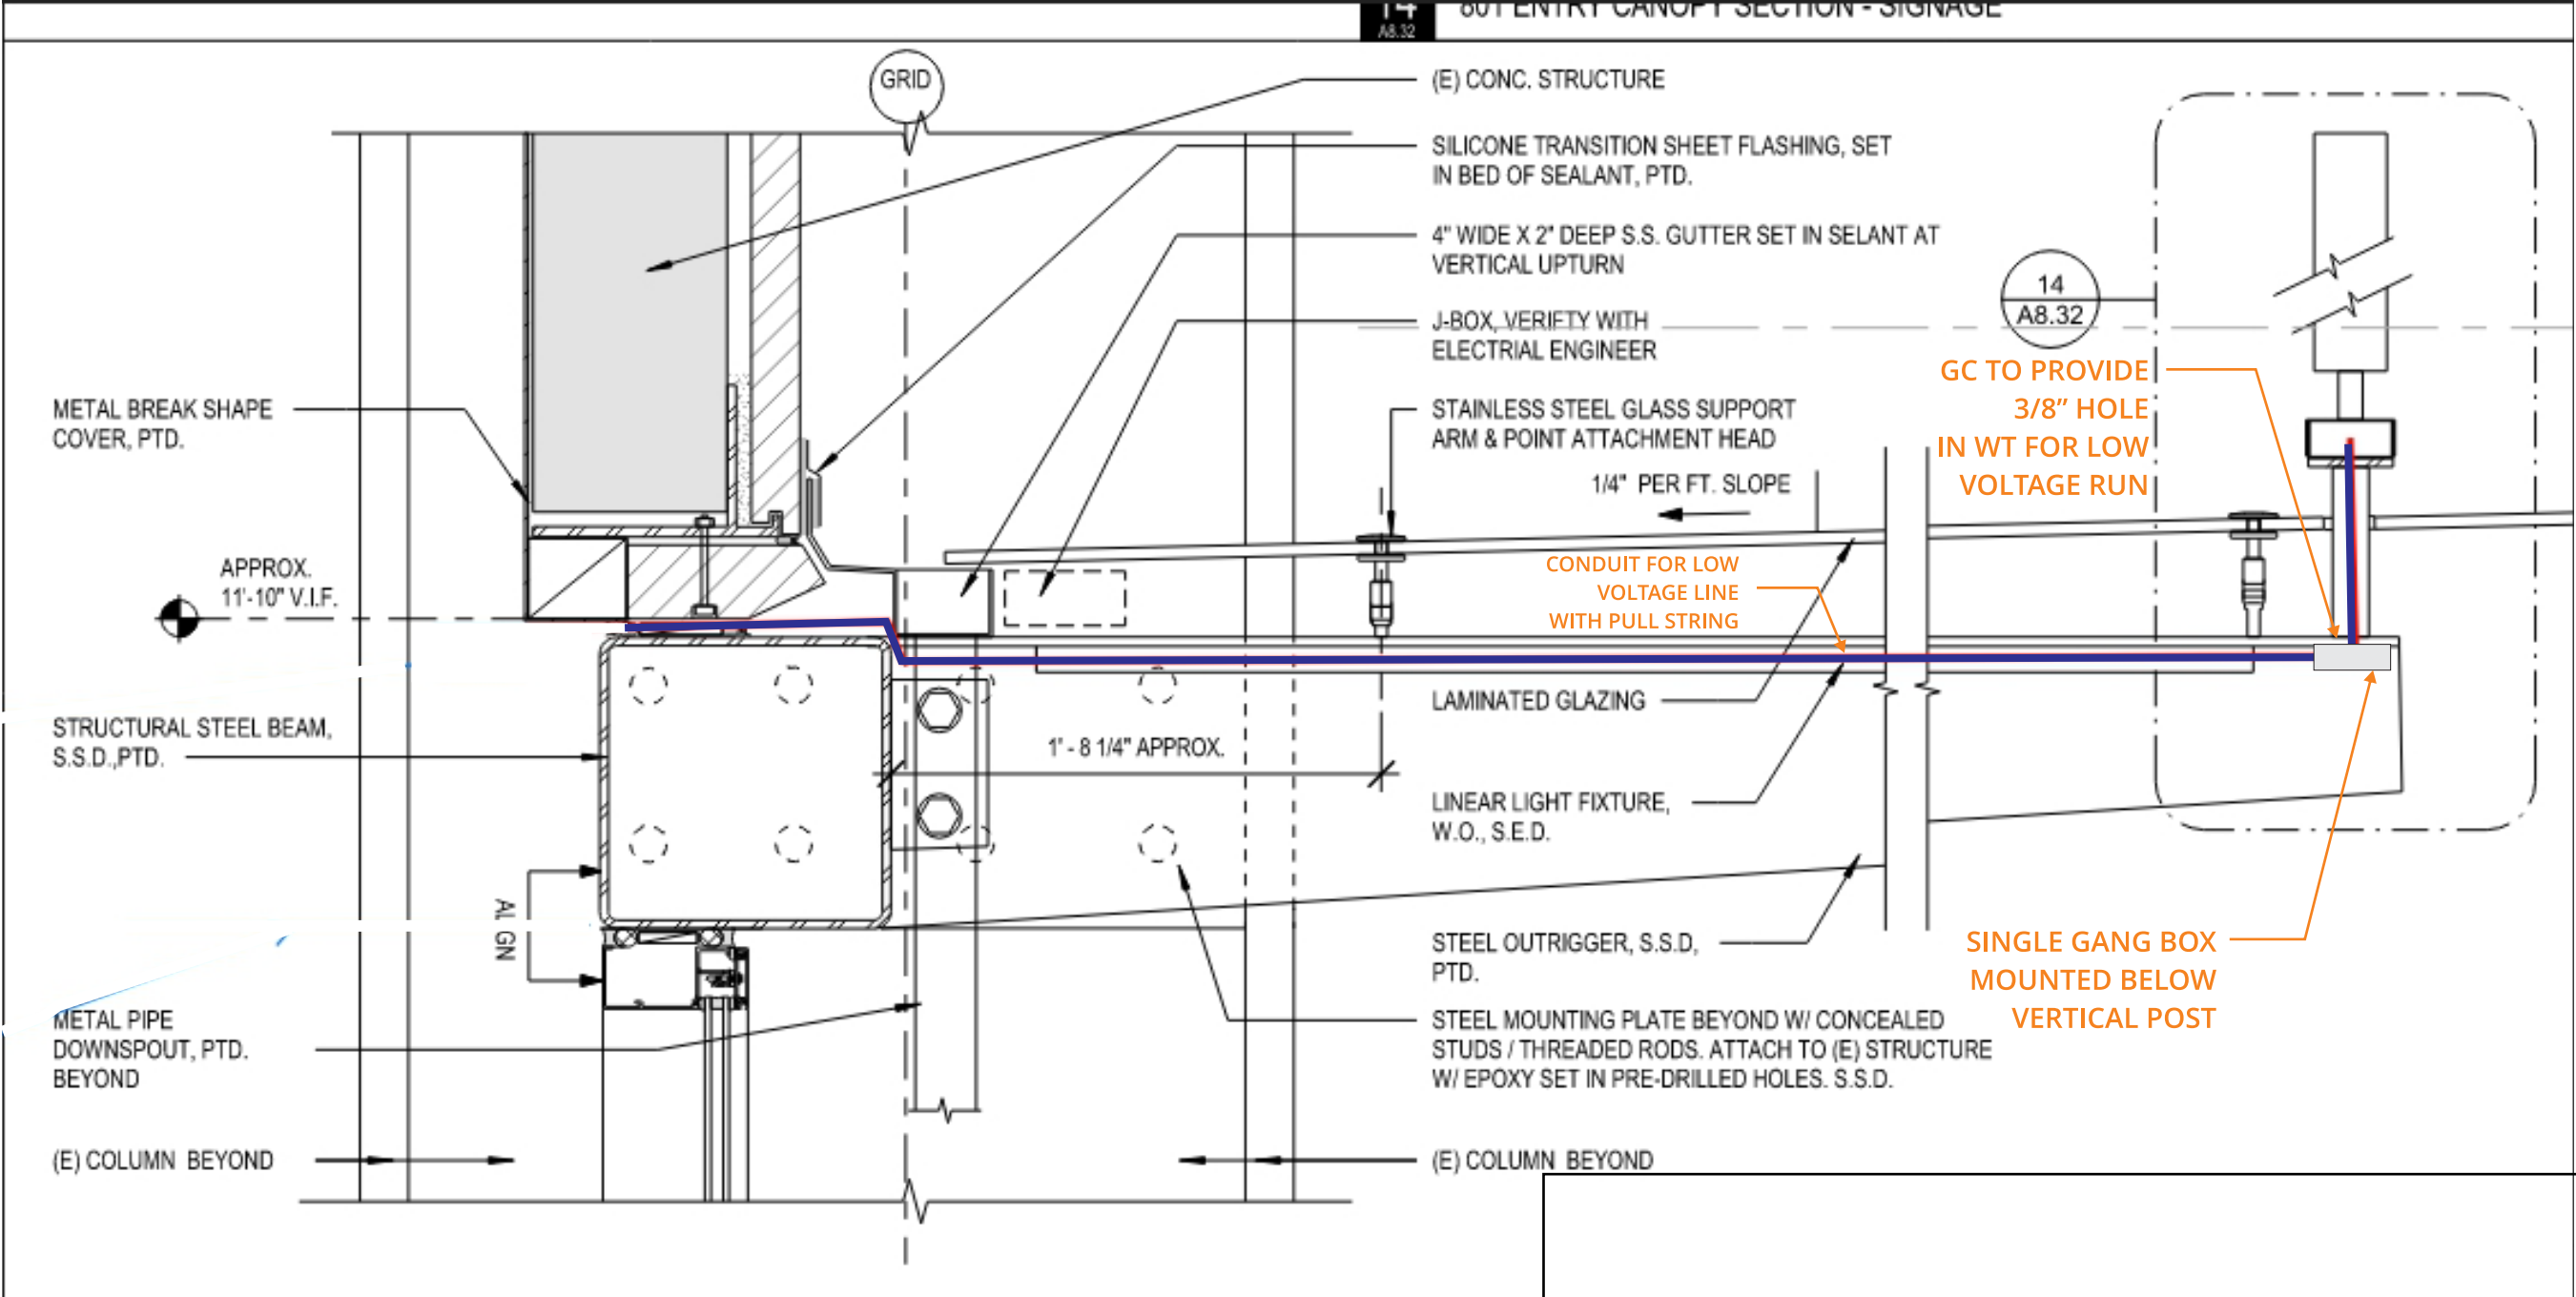 14
A8.32
801 ENTRY CANOPY SECTION - SIGNAGE
GRID
(E) CONC. STRUCTURE
SILICONE TRANSITION SHEET FLASHING, SET
IN BED OF SEALANT, PTD.
4" WIDE X 2" DEEP S.S. GUTTER SET IN SELANT AT
VERTICAL UPTURN
J-BOX, VERIFTY WITH
ELECTRIAL ENGINEER
STAINLESS STEEL GLASS SUPPORT
ARM & POINT ATTACHMENT HEAD
1/4" PER FT. SLOPE
14
A8.32
GC TO PROVIDE
3/8” HOLE
IN WT FOR LOW
VOLTAGE RUN
METAL BREAK SHAPE
COVER, PTD.
APPROX.
11'-10" V.I.F.
CONDUIT FOR LOW
VOLTAGE LINE
WITH PULL STRING
STRUCTURAL STEEL BEAM,
S.S.D.,PTD.
LAMINATED GLAZING
1' - 8 1/4" APPROX.
LINEAR LIGHT FIXTURE,
W.O., S.E.D.
ALIGN
STEEL OUTRIGGER, S.S.D,
PTD.
SINGLE GANG BOX
MOUNTED BELOW
VERTICAL POST
METAL PIPE
DOWNSPOUT, PTD.
BEYOND
STEEL MOUNTING PLATE BEYOND W/ CONCEALED
STUDS / THREADED RODS. ATTACH TO (E) STRUCTURE
W/ EPOXY SET IN PRE-DRILLED HOLES. S.S.D.
(E) COLUMN BEYOND
(E) COLUMN BEYOND